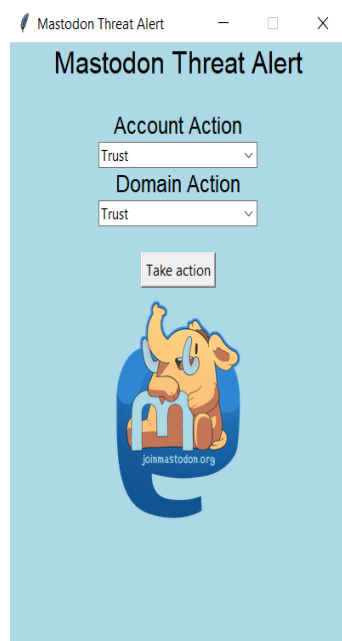 Mastodon Threat Alert
Mastodon Threat Alert
Account Action
Trust
Domain Action
Trust
Take action
joinmastodon.org